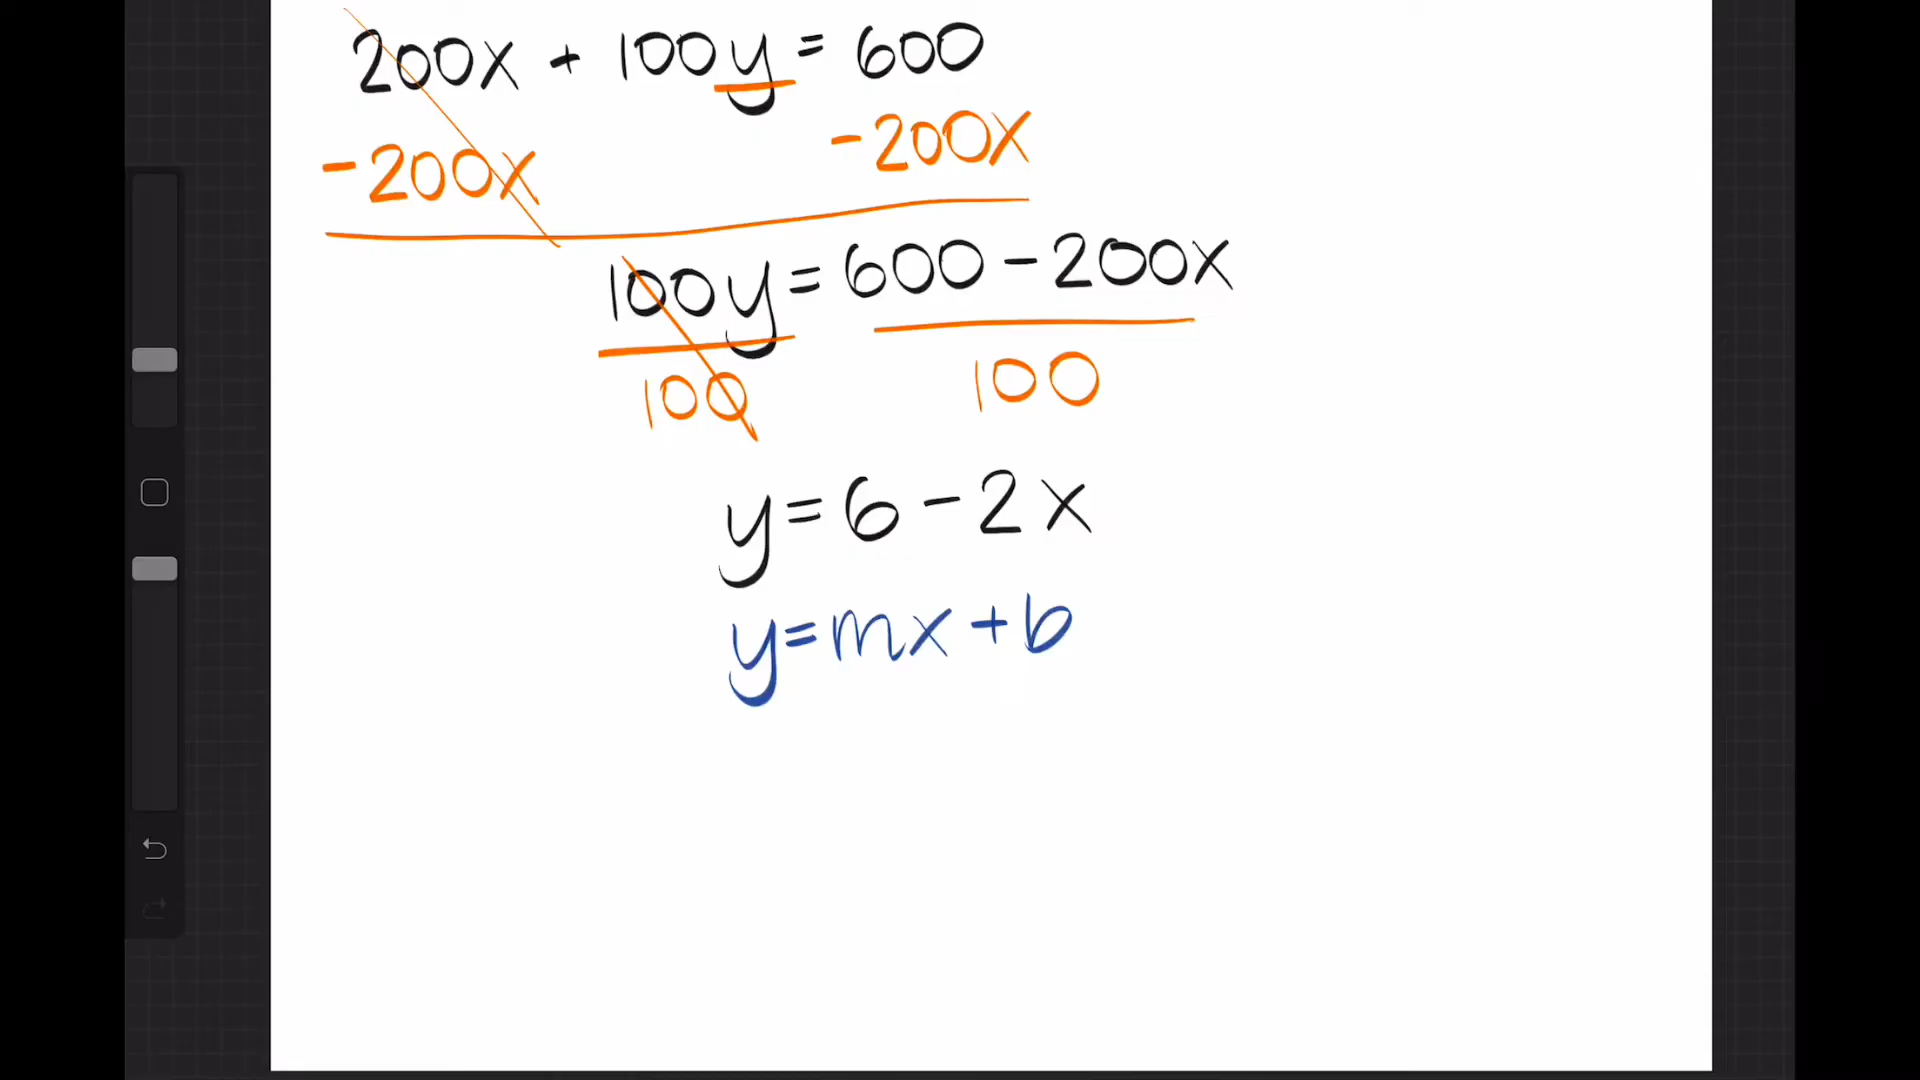 200x + 100y = 600
-200x -200x
100y = 600 - 200x
100 100
y = 6 - 2x
y = mx + b